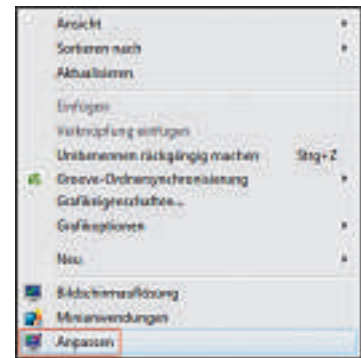 Ansicht
Sortieren nach
Aktualisieren
Einfügen
Verknüpfung einfügen
Umbenennen rückgängig machen Strg+Z
Groove-Ordnersynchronisierung
Grafikeigenschaften...
Grafikoptionen
Neu
Bildschirmauflösung
Minianwendungen
Anpassen